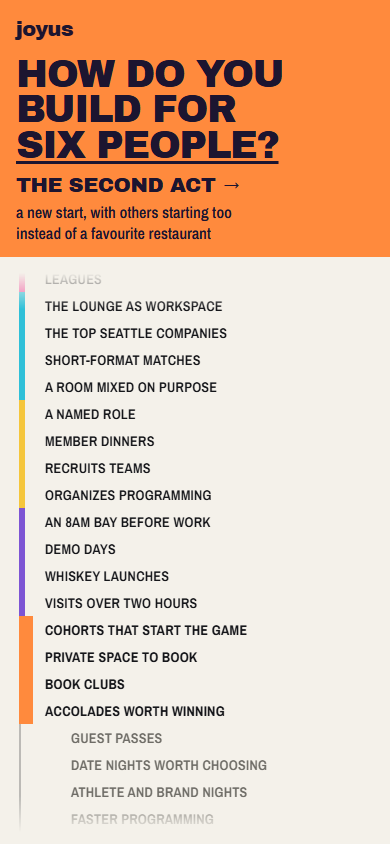 joyus
HOW DO YOU
BUILD FOR
SIX PEOPLE?
THE SECOND ACT →
a new start, with others starting too
instead of a favourite restaurant
LEAGUES
THE LOUNGE AS WORKSPACE
THE TOP SEATTLE COMPANIES
SHORT-FORMAT MATCHES
A ROOM MIXED ON PURPOSE
A NAMED ROLE
MEMBER DINNERS
RECRUITS TEAMS
ORGANIZES PROGRAMMING
AN 8AM BAY BEFORE WORK
DEMO DAYS
WHISKEY LAUNCHES
VISITS OVER TWO HOURS
COHORTS THAT START THE GAME
PRIVATE SPACE TO BOOK
BOOK CLUBS
ACCOLADES WORTH WINNING
GUEST PASSES
DATE NIGHTS WORTH CHOOSING
ATHLETE AND BRAND NIGHTS
FASTER PROGRAMMING